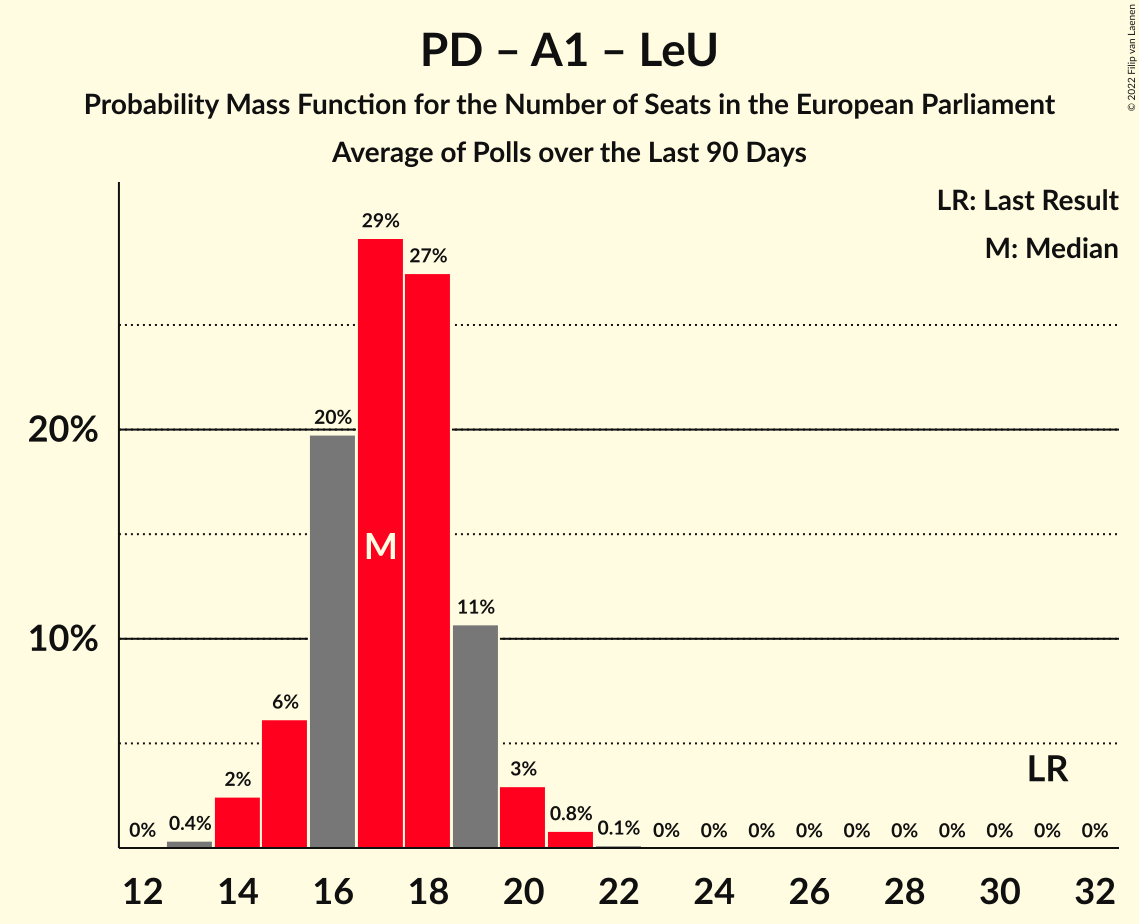 PD – A1 – LeU
Probability Mass Function for the Number of Seats in the European Parliament
Average of Polls over the Last 90 Days
© 2022 Filip van Laenen
LR: Last Result
M: Median
20%
10%
0%
0.4%
2%
6%
20%
29%
27%
11%
3%
0.8%
0.1%
0%
0%
0%
0%
0%
0%
0%
0%
0%
0%
M
LR
12 14 16 18 20 22 24 26 28 30 32